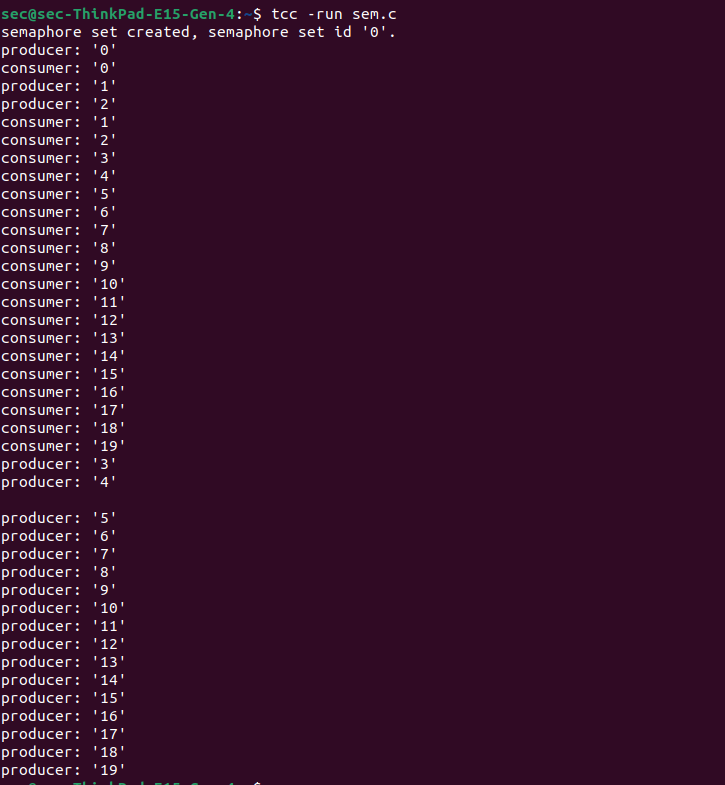 sec@sec-ThinkPad-E15-Gen-4:~$ tcc -run sem.c
semaphore set created, semaphore set id '0'.
producer: '0'
consumer: '0'
producer: '1'
producer: '2'
consumer: '1'
consumer: '2'
consumer: '3'
consumer: '4'
consumer: '5'
consumer: '6'
consumer: '7'
consumer: '8'
consumer: '9'
consumer: '10'
consumer: '11'
consumer: '12'
consumer: '13'
consumer: '14'
consumer: '15'
consumer: '16'
consumer: '17'
consumer: '18'
consumer: '19'
producer: '3'
producer: '4'
producer: '5'
producer: '6'
producer: '7'
producer: '8'
producer: '9'
producer: '10'
producer: '11'
producer: '12'
producer: '13'
producer: '14'
producer: '15'
producer: '16'
producer: '17'
producer: '18'
producer: '19'